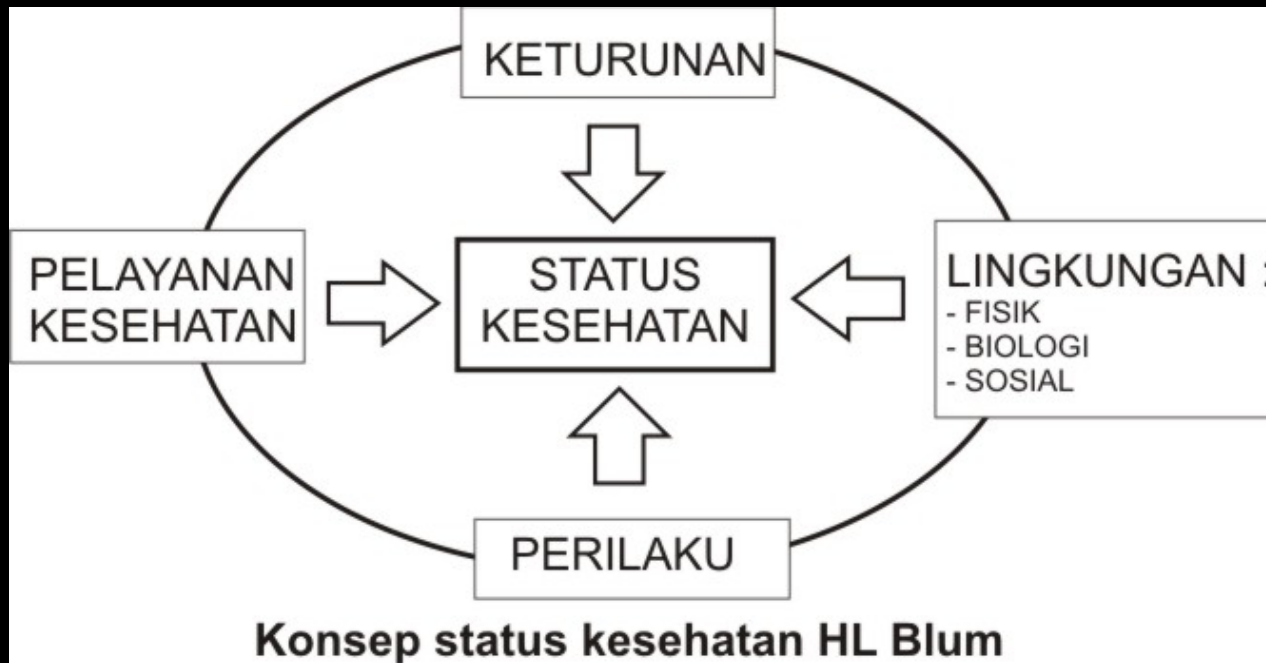 KETURUNAN
PELAYANAN
KESEHATAN
STATUS
KESEHATAN
LINGKUNGAN :
- FISIK
- BIOLOGI
- SOSIAL
PERILAKU
Konsep status kesehatan HL Blum